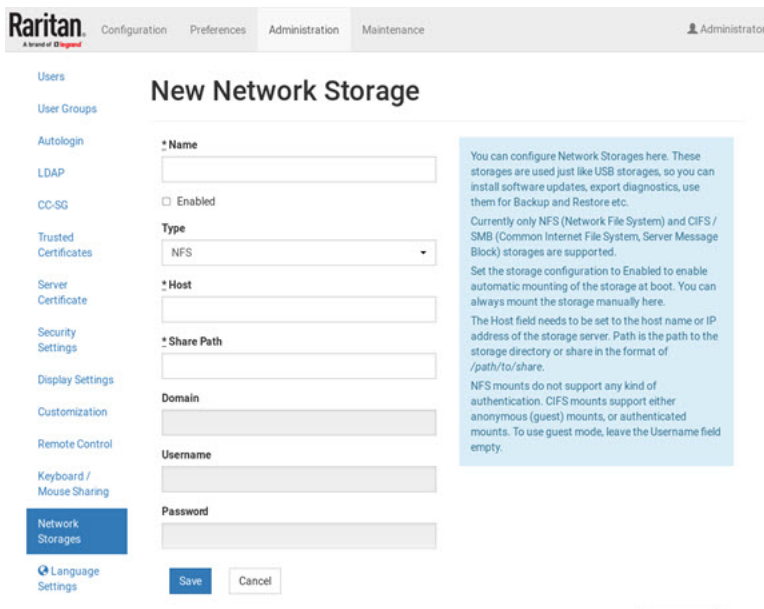 Raritan.
A brand of legrand
Configuration
Preferences
Administration
Maintenance
Administrator
Users
User Groups
Autologin
LDAP
CC-SG
Trusted
Certificates
Server
Certificate
Security
Settings
Display Settings
Customization
Remote Control
Keyboard /
Mouse Sharing
Network
Storages
Language
Settings
New Network Storage
* Name
Enabled
Type
NFS
* Host
* Share Path
Domain
Username
Password
Save
Cancel
You can configure Network Storages here. These
storages are used just like USB storages, so you can
install software updates, export diagnostics, use
them for Backup and Restore etc.
Currently only NFS (Network File System) and CIFS /
SMB (Common Internet File System, Server Message
Block) storages are supported.
Set the storage configuration to Enabled to enable
automatic mounting of the storage at boot. You can
always mount the storage manually here.
The Host field needs to be set to the host name or IP
address of the storage server. Path is the path to the
storage directory or share in the format of
/path/to/share.
NFS mounts do not support any kind of
authentication. CIFS mounts support either
anonymous (guest) mounts, or authenticated
mounts. To use guest mode, leave the Username field
empty.